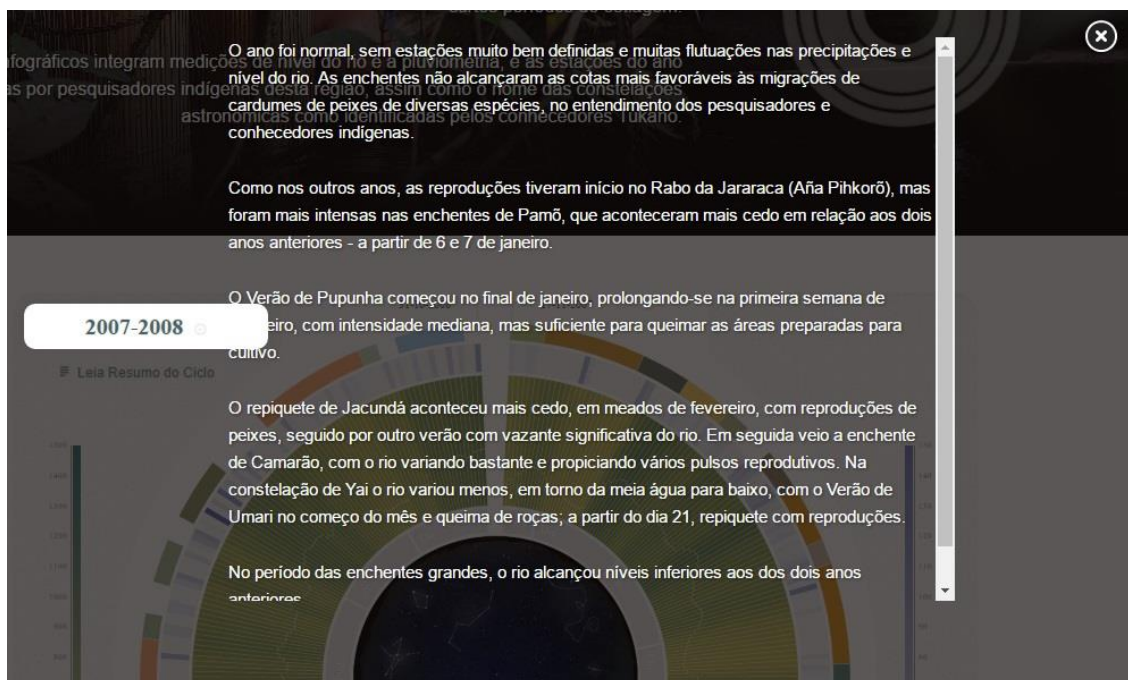 certos períodos de estiagem.
O ano foi normal, sem estações muito bem definidas e muitas flutuações nas precipitações e
nfográficos integram medições de nível do rio e a pluviometria, e as estações do ano
nível do rio. As enchentes não alcançaram as cotas mais favoráveis às migrações de
as por pesquisadores indígenas desta região, assim como o nome das constelações
cardumes de peixes de diversas espécies, no entendimento dos pesquisadores e
astronômicas como identificadas pelos conhecedores Tukano.
conhecedores indígenas.
Como nos outros anos, as reproduções tiveram início no Rabo da Jararaca (Aña Pihkorõ), mas
foram mais intensas nas enchentes de Pamõ, que aconteceram mais cedo em relação aos dois
anos anteriores - a partir de 6 e 7 de janeiro.
O Verão de Pupunha começou no final de janeiro, prolongando-se na primeira semana de
2007-2008
eiro, com intensidade mediana, mas suficiente para queimar as áreas preparadas para
cultivo.
Leia Resumo do Ciclo
O repiquete de Jacundá aconteceu mais cedo, em meados de fevereiro, com reproduções de
peixes, seguido por outro verão com vazante significativa do rio. Em seguida veio a enchente
de Camarão, com o rio variando bastante e propiciando vários pulsos reprodutivos. Na
constelação de Yai o rio variou menos, em torno da meia água para baixo, com o Verão de
Umari no começo do mês e queima de roças; a partir do dia 21, repiquete com reproduções.
No período das enchentes grandes, o rio alcançou níveis inferiores aos dos dois anos
anteriores